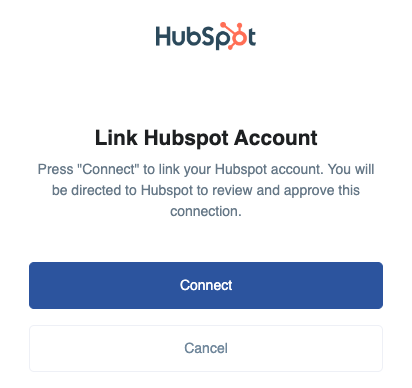 HubSpot
Link Hubspot Account
Press "Connect" to link your Hubspot account. You will
be directed to Hubspot to review and approve this
connection.
Connect
Cancel